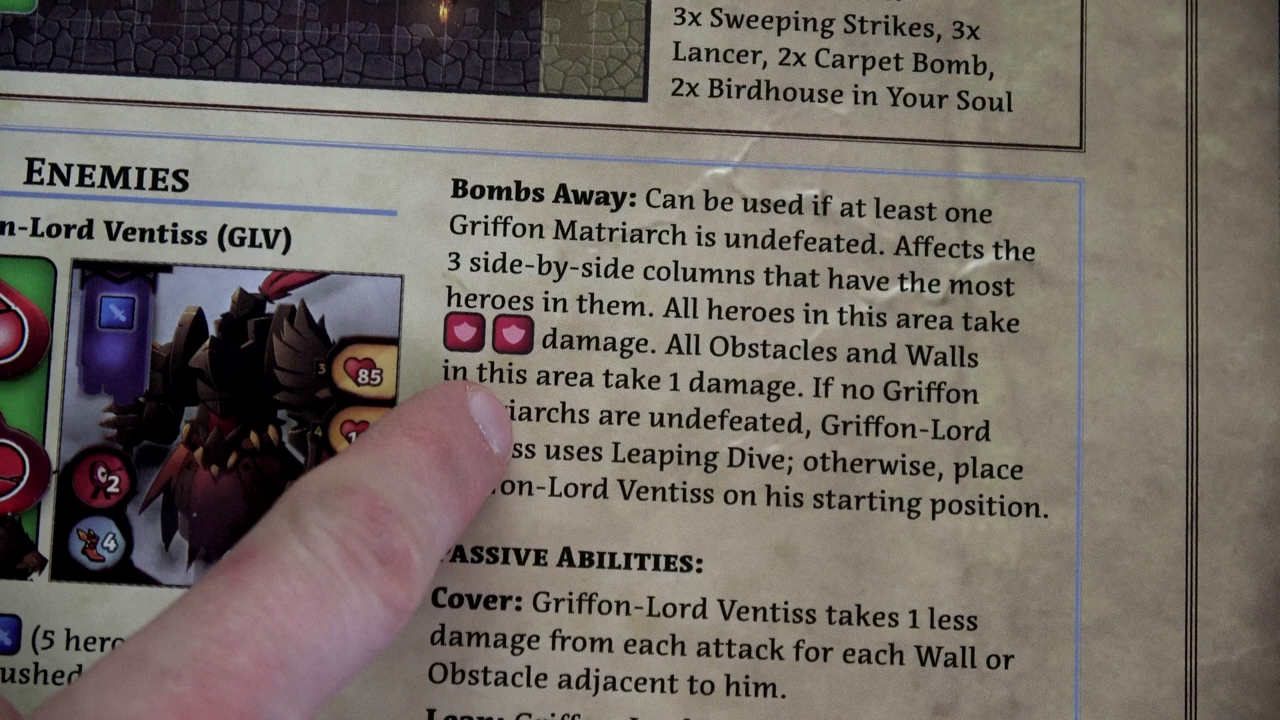 3x Sweeping Strikes, 3x
Lancer, 2x Carpet Bomb,
2x Birdhouse in Your Soul
ENEMIES
n-Lord Ventiss (GLV)
3
85
4
2
4
(5 hero
ushed
Bombs Away: Can be used if at least one
Griffon Matriarch is undefeated. Affects the
3 side-by-side columns that have the most
heroes in them. All heroes in this area take
damage. All Obstacles and Walls
in this area take 1 damage. If no Griffon
riarchs are undefeated, Griffon-Lord
ss uses Leaping Dive; otherwise, place
on-Lord Ventiss on his starting position.
PASSIVE ABILITIES:
Cover: Griffon-Lord Ventiss takes 1 less
damage from each attack for each Wall or
Obstacle adjacent to him.